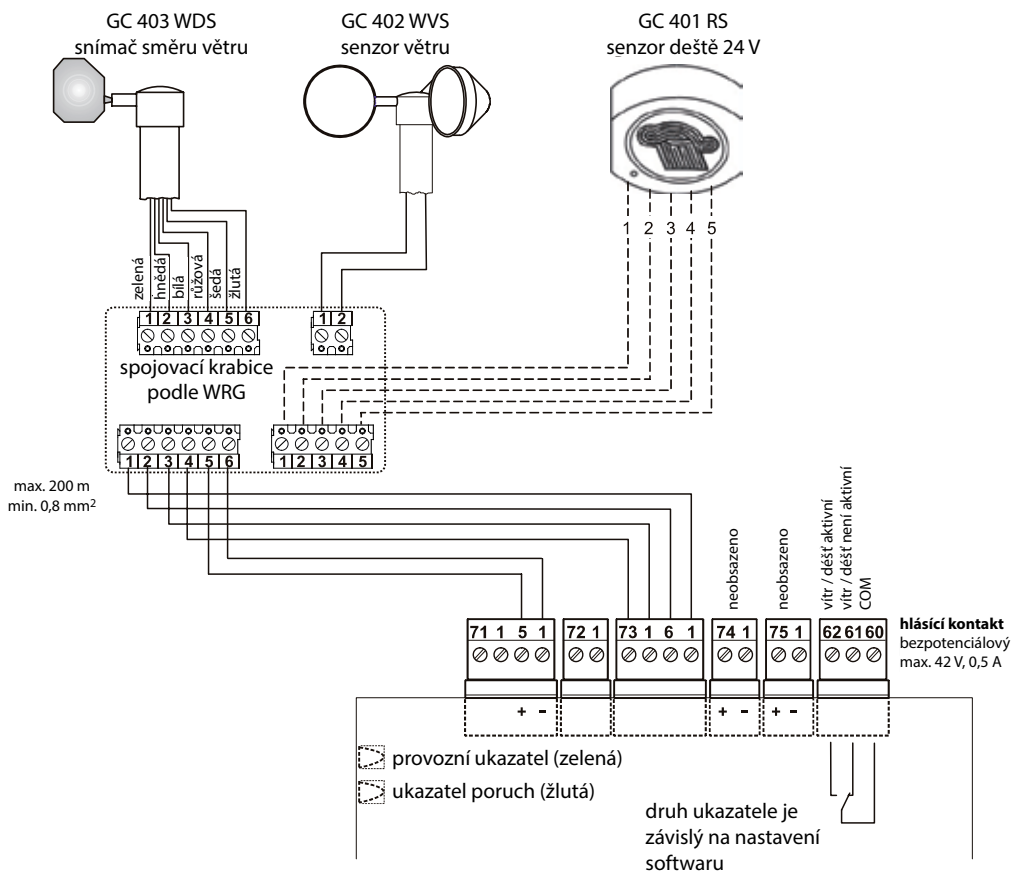 GC 403 WDS
snímač směru větru
GC 402 WVS
senzor větru
GC 401 RS
senzor deště 24 V
1 2 3 4 5
zelená
hnědá
bílá
růžová
šedá
žlutá
1 2 3 4 5 6
1 2
spojovací krabice
podle WRG
1 2 3 4 5 6
1 2 3 4 5
max. 200 m
min. 0,8 mm²
neobsazeno
neobsazeno
vítr / déšť aktivní
vítr / déšť není aktivní
COM
71 1 5 1
72 1
73 1 6 1
74 1
75 1
62 61 60
hlásící kontakt
bezpotenciálový
max. 42 V, 0,5 A
+ -
+ -
+ -
provozní ukazatel (zelená)
ukazatel poruch (žlutá)
druh ukazatele je
závislý na nastavení
softwaru